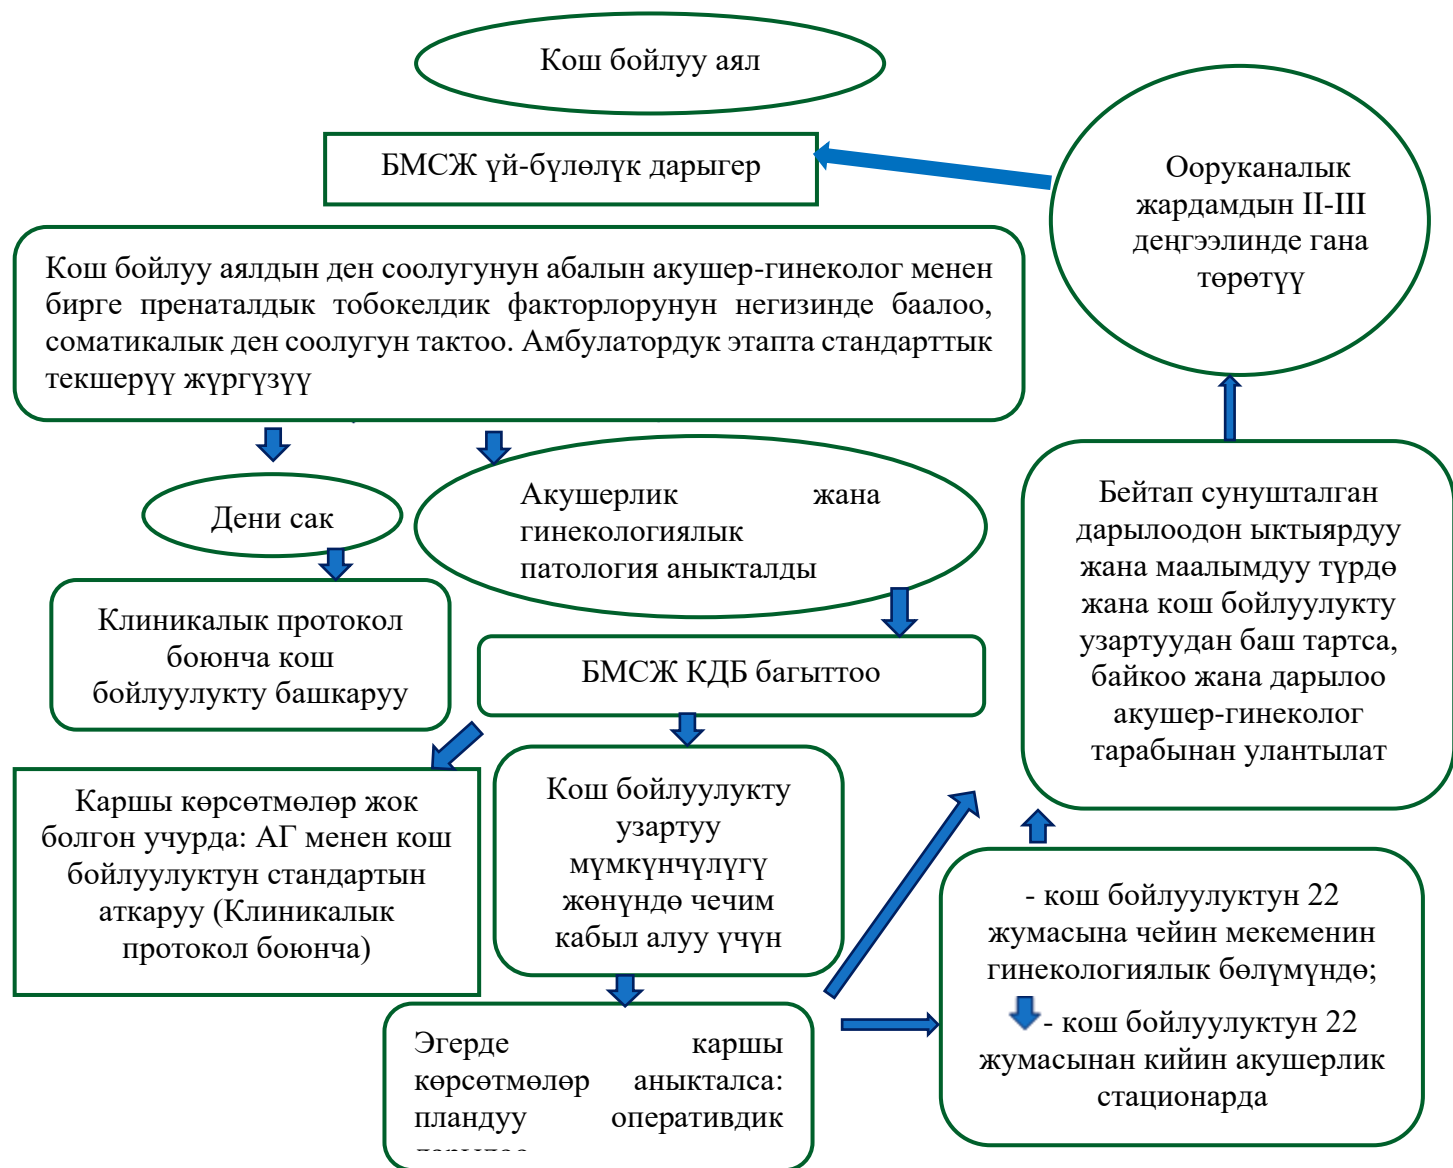 Кош бойлуу аял
БМСЖ үй-бүлөлүк дарыгер
Ооруканалык
жардамдын II-III
деңгээлинде гана
төрөтүү
Кош бойлуу аялдын ден соолугунун абалын акушер-гинеколог менен
бирге пренаталдык тобокелдик факторлорунун негизинде баалоо,
соматикалык ден соолугун тактоо. Амбулатордук этапта стандарттык
текшерүү жүргүзүү
Дени сак
Акушерлик жана
гинекологиялык
патология аныкталды
Бейтап сунушталган
дарылоодон ыктыярдуу
жана маалымдуу түрдө
жана кош бойлуулукту
узартуудан баш тартса,
байкоо жана дарылоо
акушер-гинеколог
тарабынан улантылат
Клиникалык протокол
боюнча кош
бойлуулукту башкаруу
БМСЖ КДБ багыттоо
Каршы көрсөтмөлөр жок
болгон учурда: АГ менен кош
бойлуулуктун стандартын
аткаруу (Клиникалык
протокол боюнча)
Кош бойлуулукту
узартуу
мүмкүнчүлүгү
жөнүндө чечим
кабыл алуу үчүн
- кош бойлуулуктун 22
жумасына чейин мекеменин
гинекологиялык бөлүмүндө;
- кош бойлуулуктун 22
жумасынан кийин акушерлик
стационарда
Эгерде каршы
көрсөтмөлөр аныкталса:
пландуу оперативдик